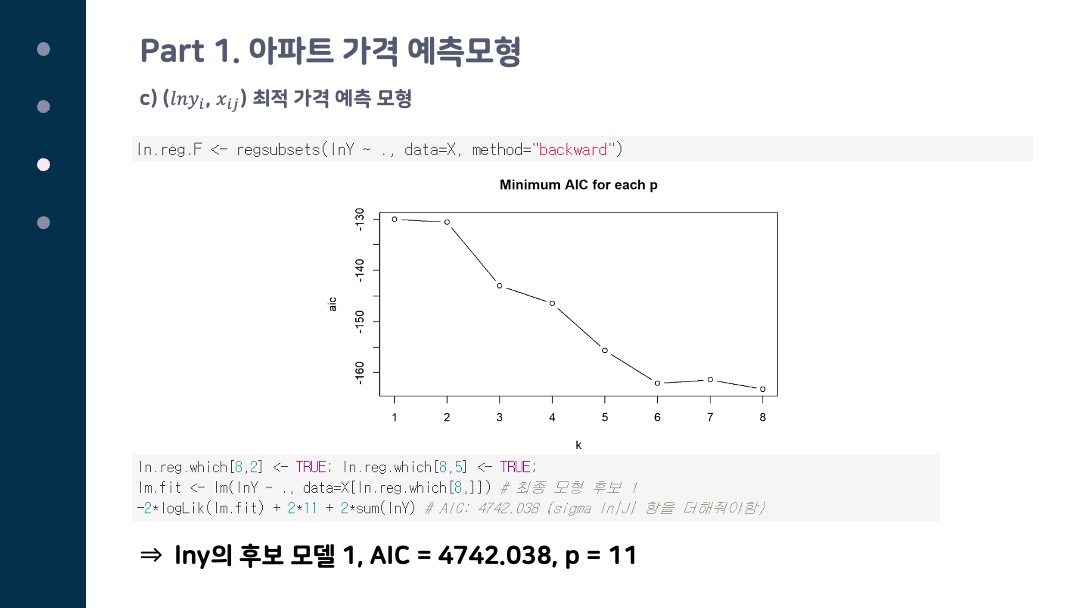 Part 1. 아파트 가격 예측모형
c) (lnyᵢ, xᵢⱼ) 최적 가격 예측 모형
ln.reg.F <- regsubsets(lnY ~ ., data=X, method="backward")
Minimum AIC for each p
-130
-140
-150
-160
aic
1 2 3 4 5 6 7 8
k
ln.reg.which[8,2] <- TRUE; ln.reg.which[8,5] <- TRUE;
lm.fit <- lm(lnY ~ ., data=X[ln.reg.which[8,]]) # 최종 모형 후보 1
-2*logLik(lm.fit) + 2*11 + 2*sum(lnY) # AIC: 4742.038 (sigma ln|J| 항을 더해줘야함)
⇒ lny의 후보 모델 1, AIC = 4742.038, p = 11